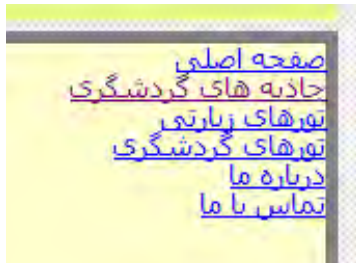 صفحه اصلی
جاذبه های گردشگری
تورهای زیارتی
تورهای گردشگری
درباره ما
تماس با ما